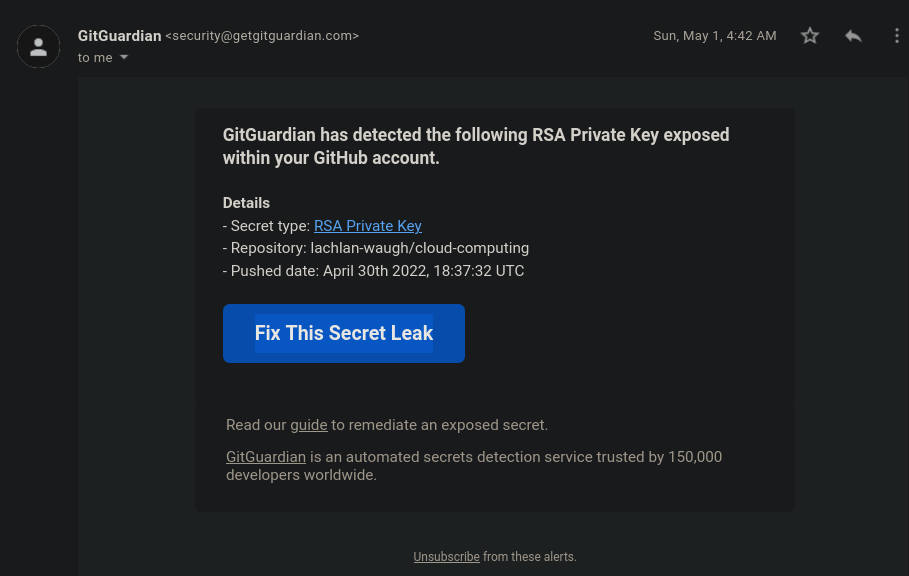 GitGuardian <security@getgitguardian.com>
Sun, May 1, 4:42 AM
to me
GitGuardian has detected the following RSA Private Key exposed
within your GitHub account.
Details
- Secret type: RSA Private Key
- Repository: lachlan-waugh/cloud-computing
- Pushed date: April 30th 2022, 18:37:32 UTC
Fix This Secret Leak
Read our guide to remediate an exposed secret.
GitGuardian is an automated secrets detection service trusted by 150,000
developers worldwide.
Unsubscribe from these alerts.